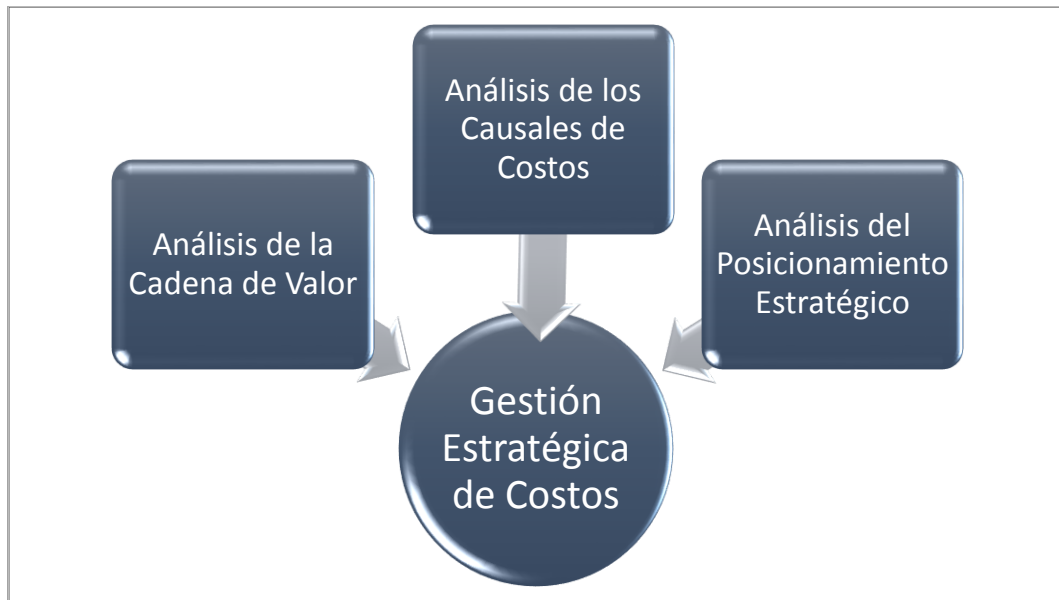 Análisis de la
Cadena de Valor
Análisis de los
Causales de
Costos
Análisis del
Posicionamiento
Estratégico
Gestión
Estratégica
de Costos